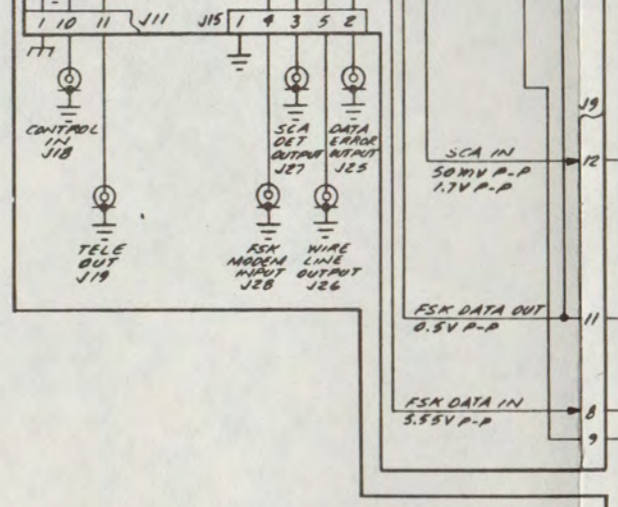 1 10 11 J11
J15 1 4 3 5 2
CONTROL
IN
J18
TELE
OUT
J19
SCA
DET
OUTPUT
J27
DATA
ERROR
OUTPUT
J25
FSK
MODEM
INPUT
J28
WIRE
LINE
OUTPUT
J26
J9
SCA IN
50MV P-P
1.7V P-P
12
FSK DATA OUT
0.5V P-P
11
FSK DATA IN
3.55V P-P
8
9